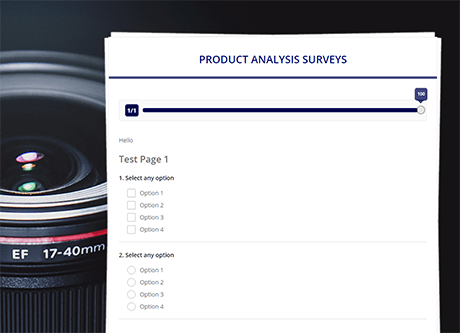 PRODUCT ANALYSIS SURVEYS
100
1/1
Hello
Test Page 1
1. Select any option
Option 1
Option 2
Option 3
Option 4
2. Select any option
Option 1
Option 2
Option 3
Option 4
EF 17-40mm